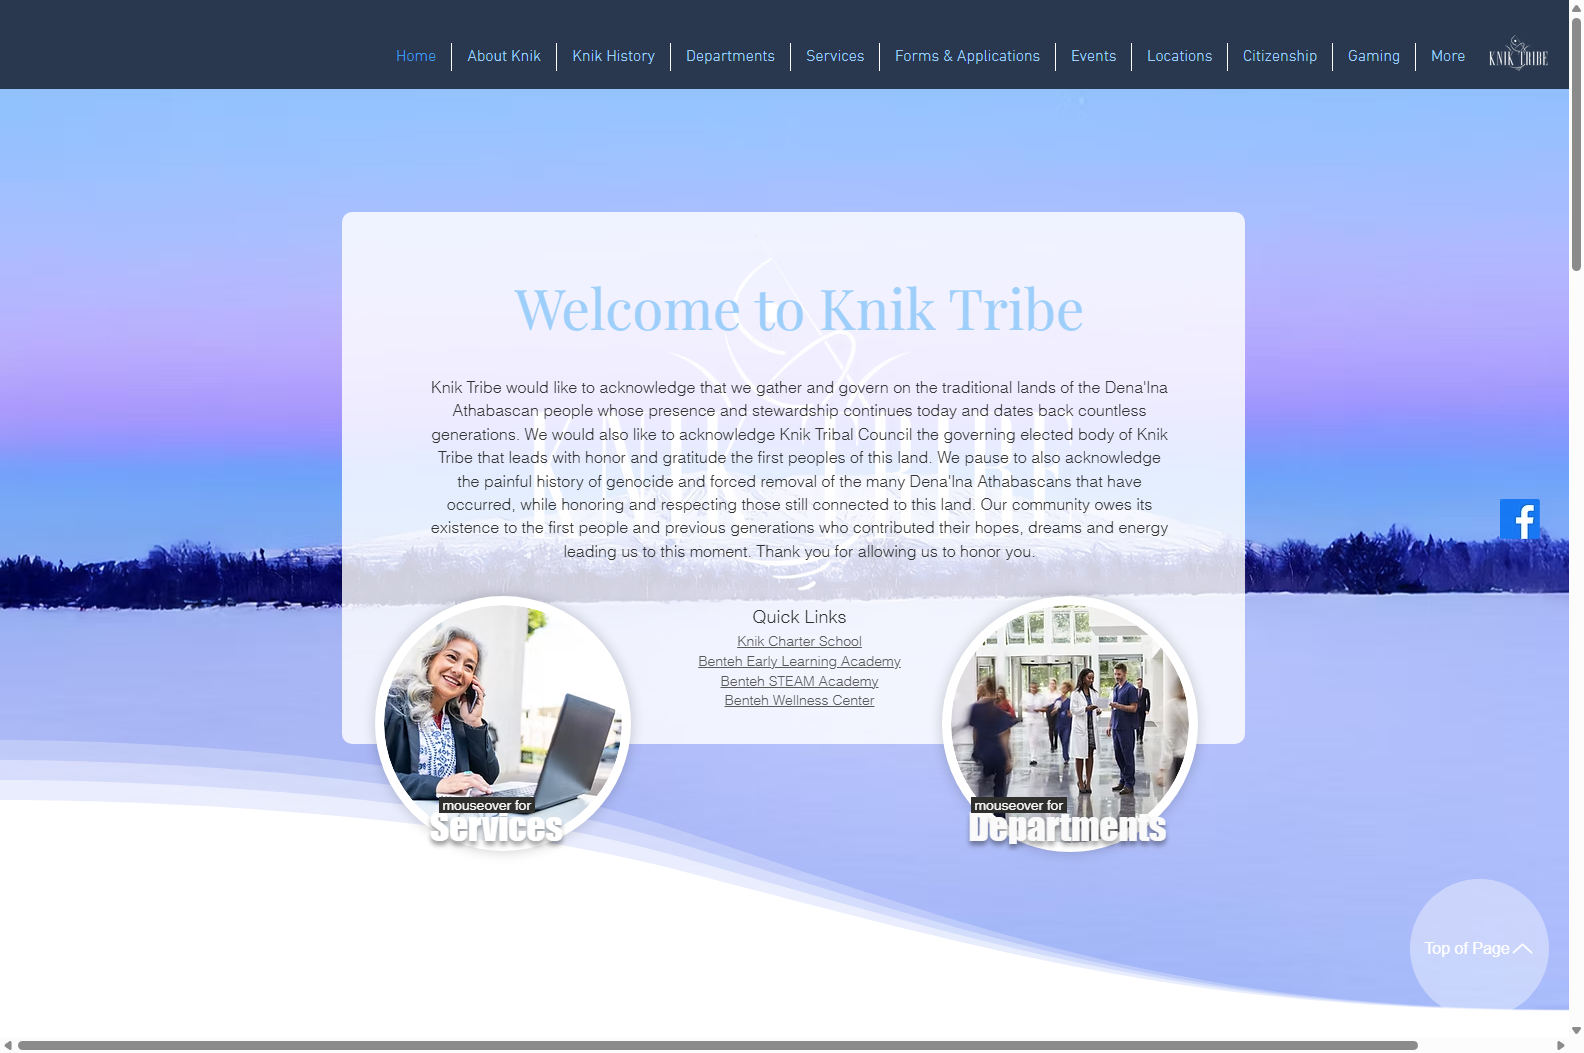 Home
About Knik
Knik History
Departments
Services
Forms & Applications
Events
Locations
Citizenship
Gaming
More
KNIK TRIBE
Welcome to Knik Tribe
KNIK TRIBE
Knik Tribe would like to acknowledge that we gather and govern on the traditional lands of the Dena'Ina
Athabascan people whose presence and stewardship continues today and dates back countless
generations. We would also like to acknowledge Knik Tribal Council the governing elected body of Knik
Tribe that leads with honor and gratitude the first peoples of this land. We pause to also acknowledge
the painful history of genocide and forced removal of the many Dena'Ina Athabascans that have
occurred, while honoring and respecting those still connected to this land. Our community owes its
existence to the first people and previous generations who contributed their hopes, dreams and energy
leading us to this moment. Thank you for allowing us to honor you.
Quick Links
Knik Charter School
Benteh Early Learning Academy
Benteh STEAM Academy
Benteh Wellness Center
mouseover for
Services
mouseover for
Departments
Top of Page